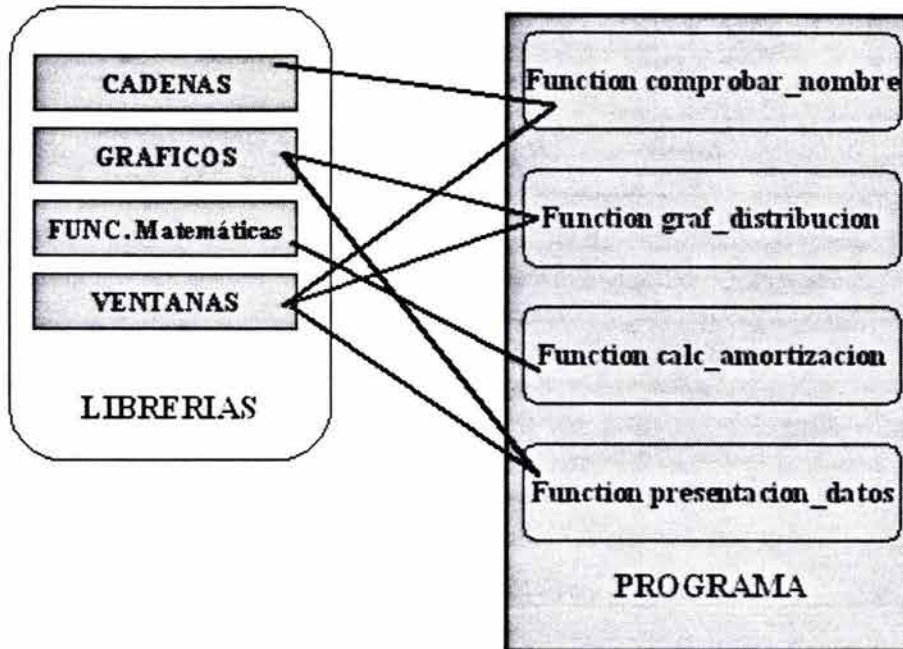 CADENAS
GRAFICOS
FUNC.Matemáticas
VENTANAS
LIBRERIAS
Function comprobar_nombre
Function graf_distribucion
Function calc_amortizacion
Function presentacion_datos
PROGRAMA